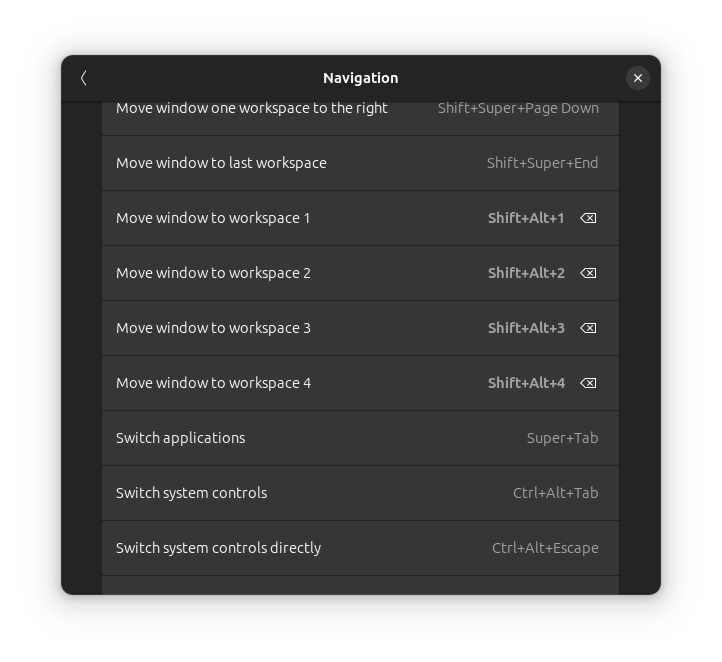 Navigation
Move window one workspace to the right Shift+Super+Page Down
Move window to last workspace Shift+Super+End
Move window to workspace 1 Shift+Alt+1
Move window to workspace 2 Shift+Alt+2
Move window to workspace 3 Shift+Alt+3
Move window to workspace 4 Shift+Alt+4
Switch applications Super+Tab
Switch system controls Ctrl+Alt+Tab
Switch system controls directly Ctrl+Alt+Escape